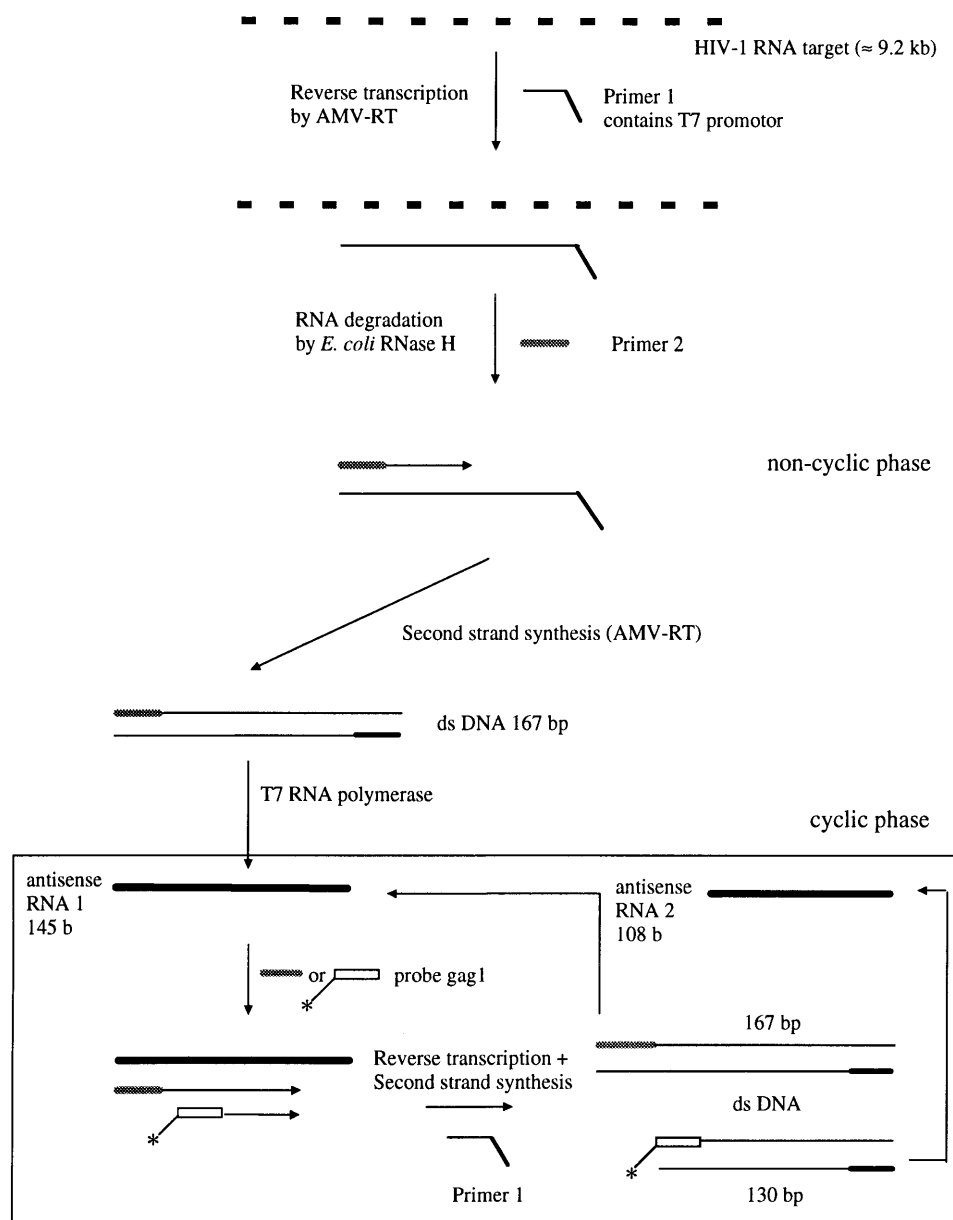 HIV-1 RNA target (≈ 9.2 kb)
Reverse transcription
by AMV-RT
Primer 1
contains T7 promotor
RNA degradation
by E. coli RNase H
Primer 2
non-cyclic phase
Second strand synthesis (AMV-RT)
ds DNA 167 bp
T7 RNA polymerase
cyclic phase
antisense
RNA 1
145 b
antisense
RNA 2
108 b
or
* probe gag1
167 bp
Reverse transcription +
Second strand synthesis
ds DNA
*
*
Primer 1
130 bp